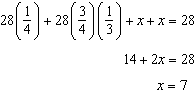 28(1/4) + 28(3/4)(1/3) + x + x = 28
14 + 2x = 28
x = 7